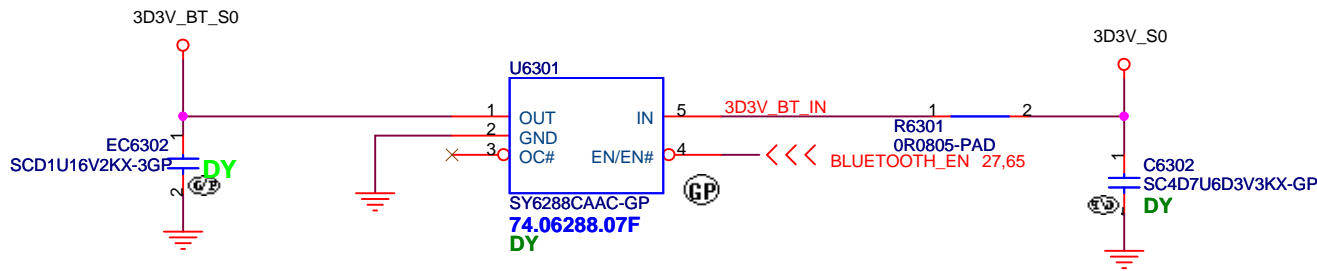 3D3V_BT_S0
3D3V_S0
U6301
1 OUT IN 5 3D3V_BT_IN 1 2
2 GND
3 OC# EN/EN# 4
R6301
0R0805-PAD
BLUETOOTH_EN 27,65
EC6302
SCD1U16V2KX-3GP
DY
1
2
GP
SY6288CAAC-GP
74.06288.07F
DY
GP
1
C6302
SC4D7U6D3V3KX-GP
DY